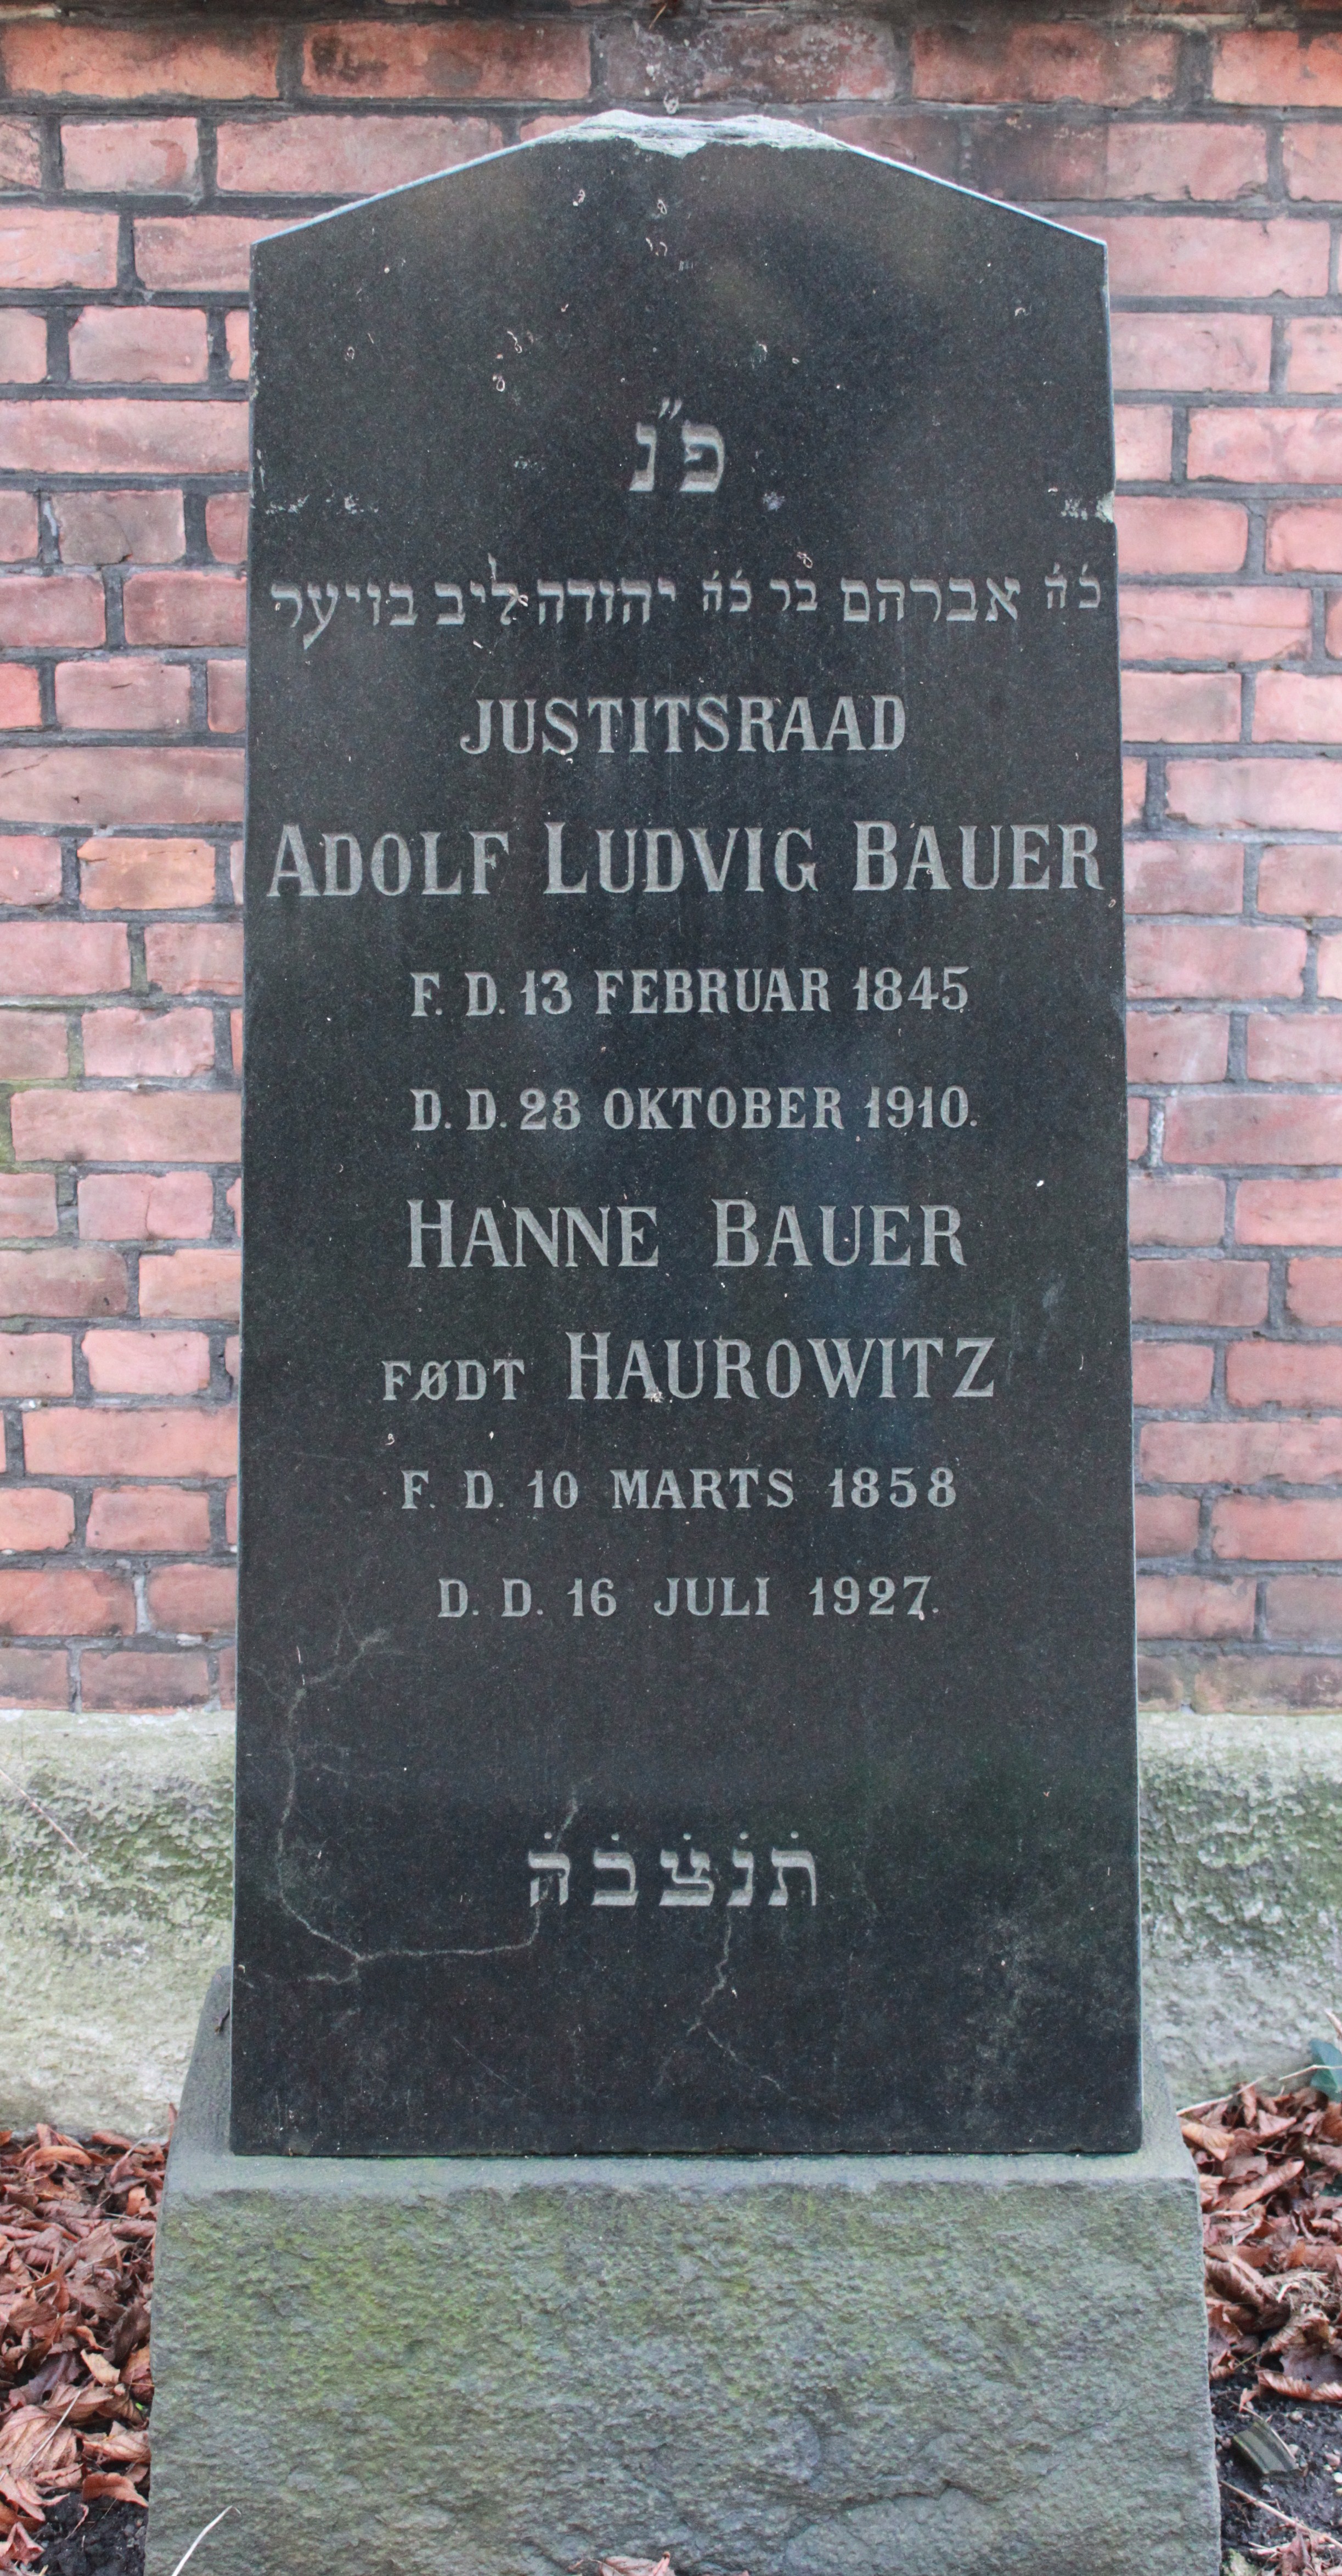 פ״נ
כ׳ה׳ אברהם בר כ׳ה׳ יהודה ליב בויער
JUSTITSRAAD
ADOLF LUDVIG BAUER
F. D. 13 FEBRUAR 1845
D. D. 28 OKTOBER 1910.
HANNE BAUER
FØDT HAUROWITZ
F. D. 10 MARTS 1858
D. D. 16 JULI 1927.
תׄנׄצׄבׄהׄ